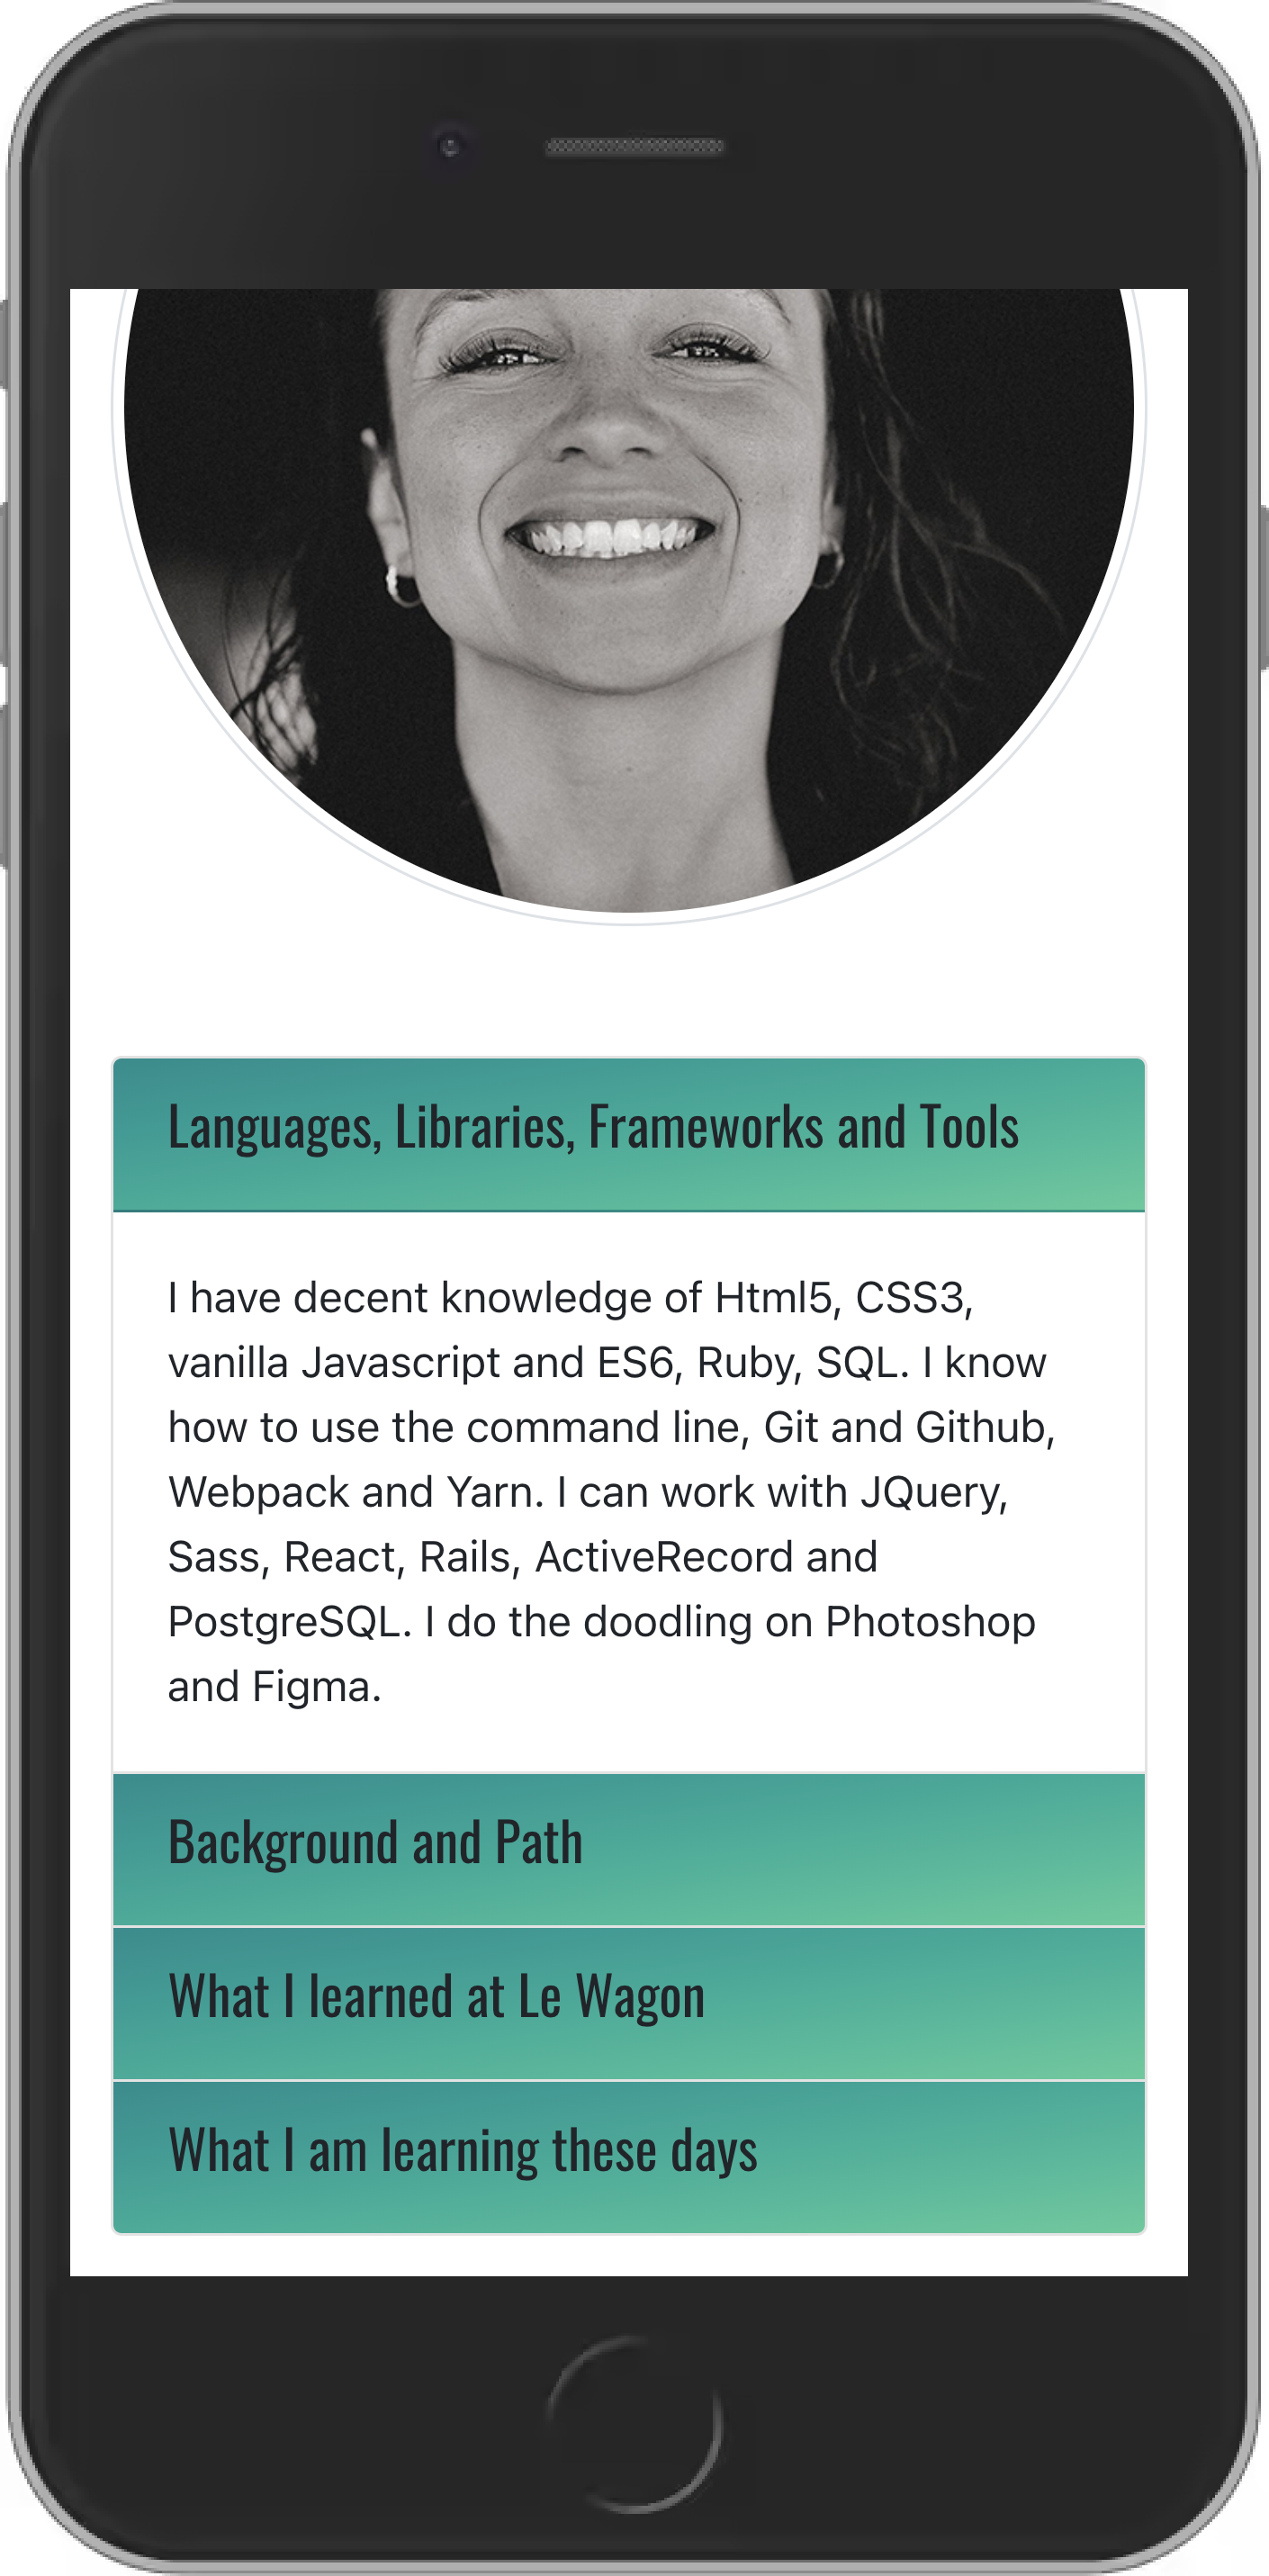 Languages, Libraries, Frameworks and Tools
I have decent knowledge of Html5, CSS3,
vanilla Javascript and ES6, Ruby, SQL. I know
how to use the command line, Git and Github,
Webpack and Yarn. I can work with JQuery,
Sass, React, Rails, ActiveRecord and
PostgreSQL. I do the doodling on Photoshop
and Figma.
Background and Path
What I learned at Le Wagon
What I am learning these days